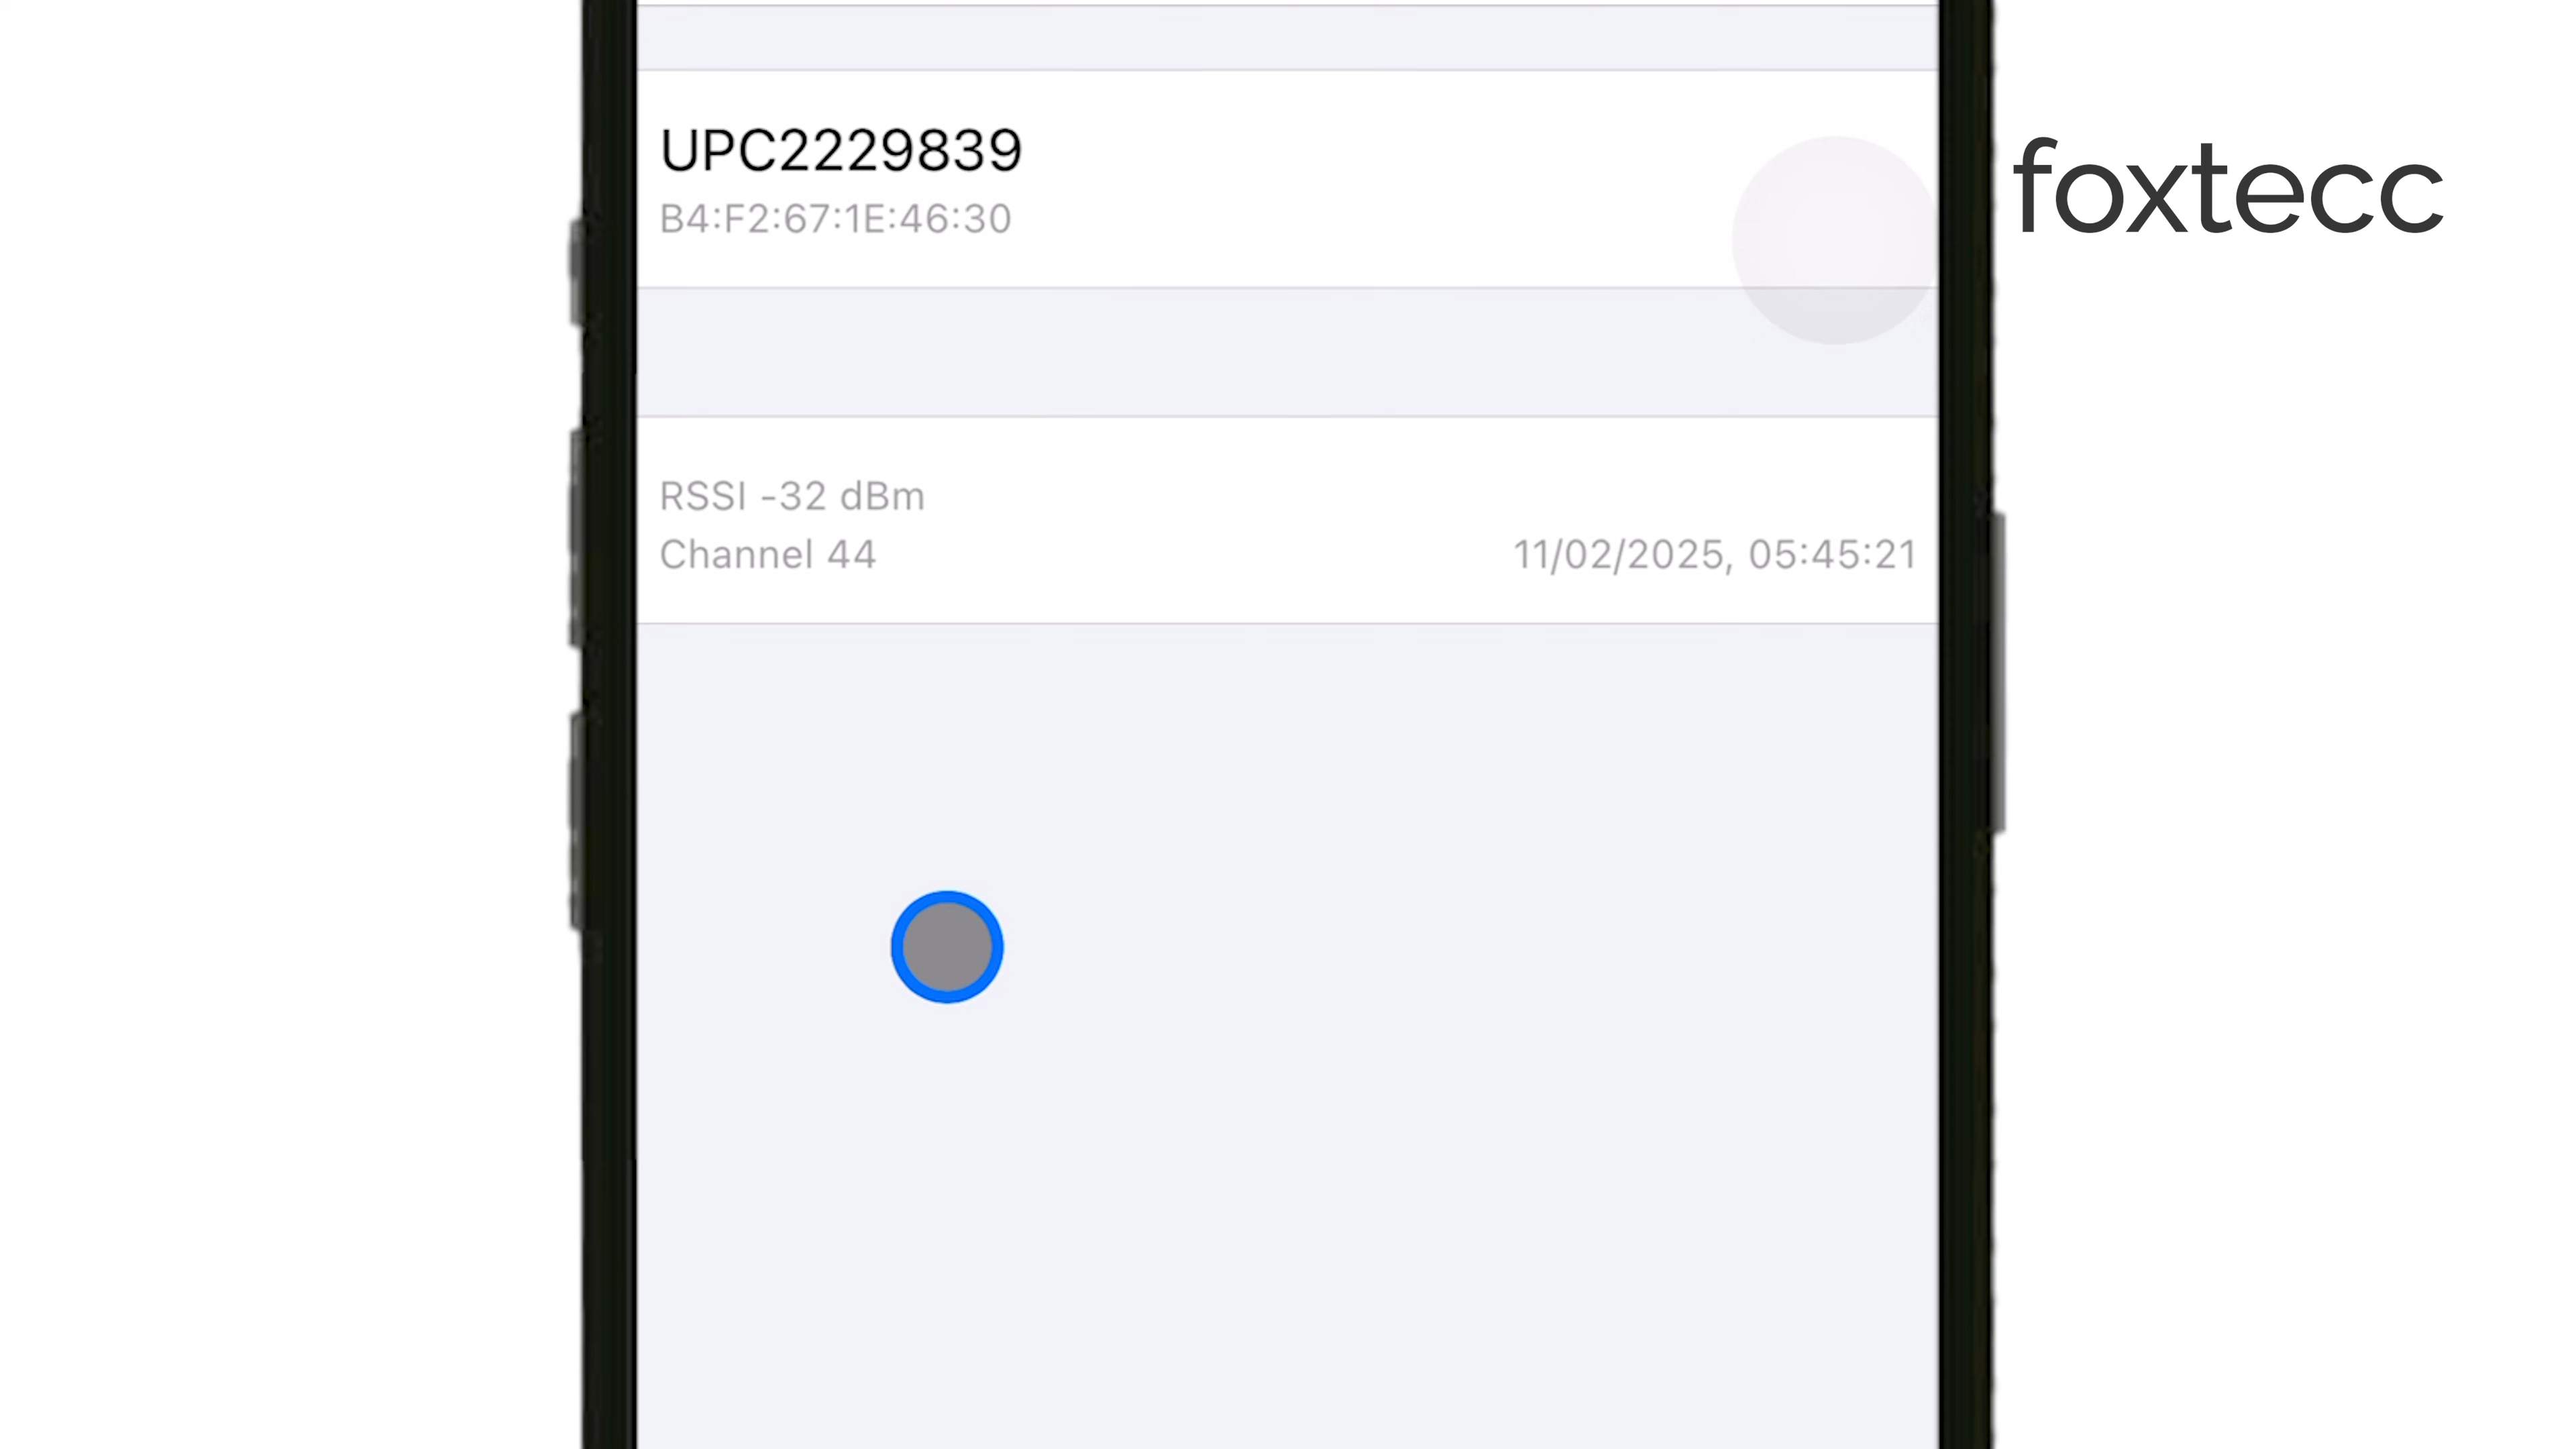 UPC2229839
B4:F2:67:1E:46:30
foxtecc
RSSI -32 dBm
Channel 44
11/02/2025, 05:45:21